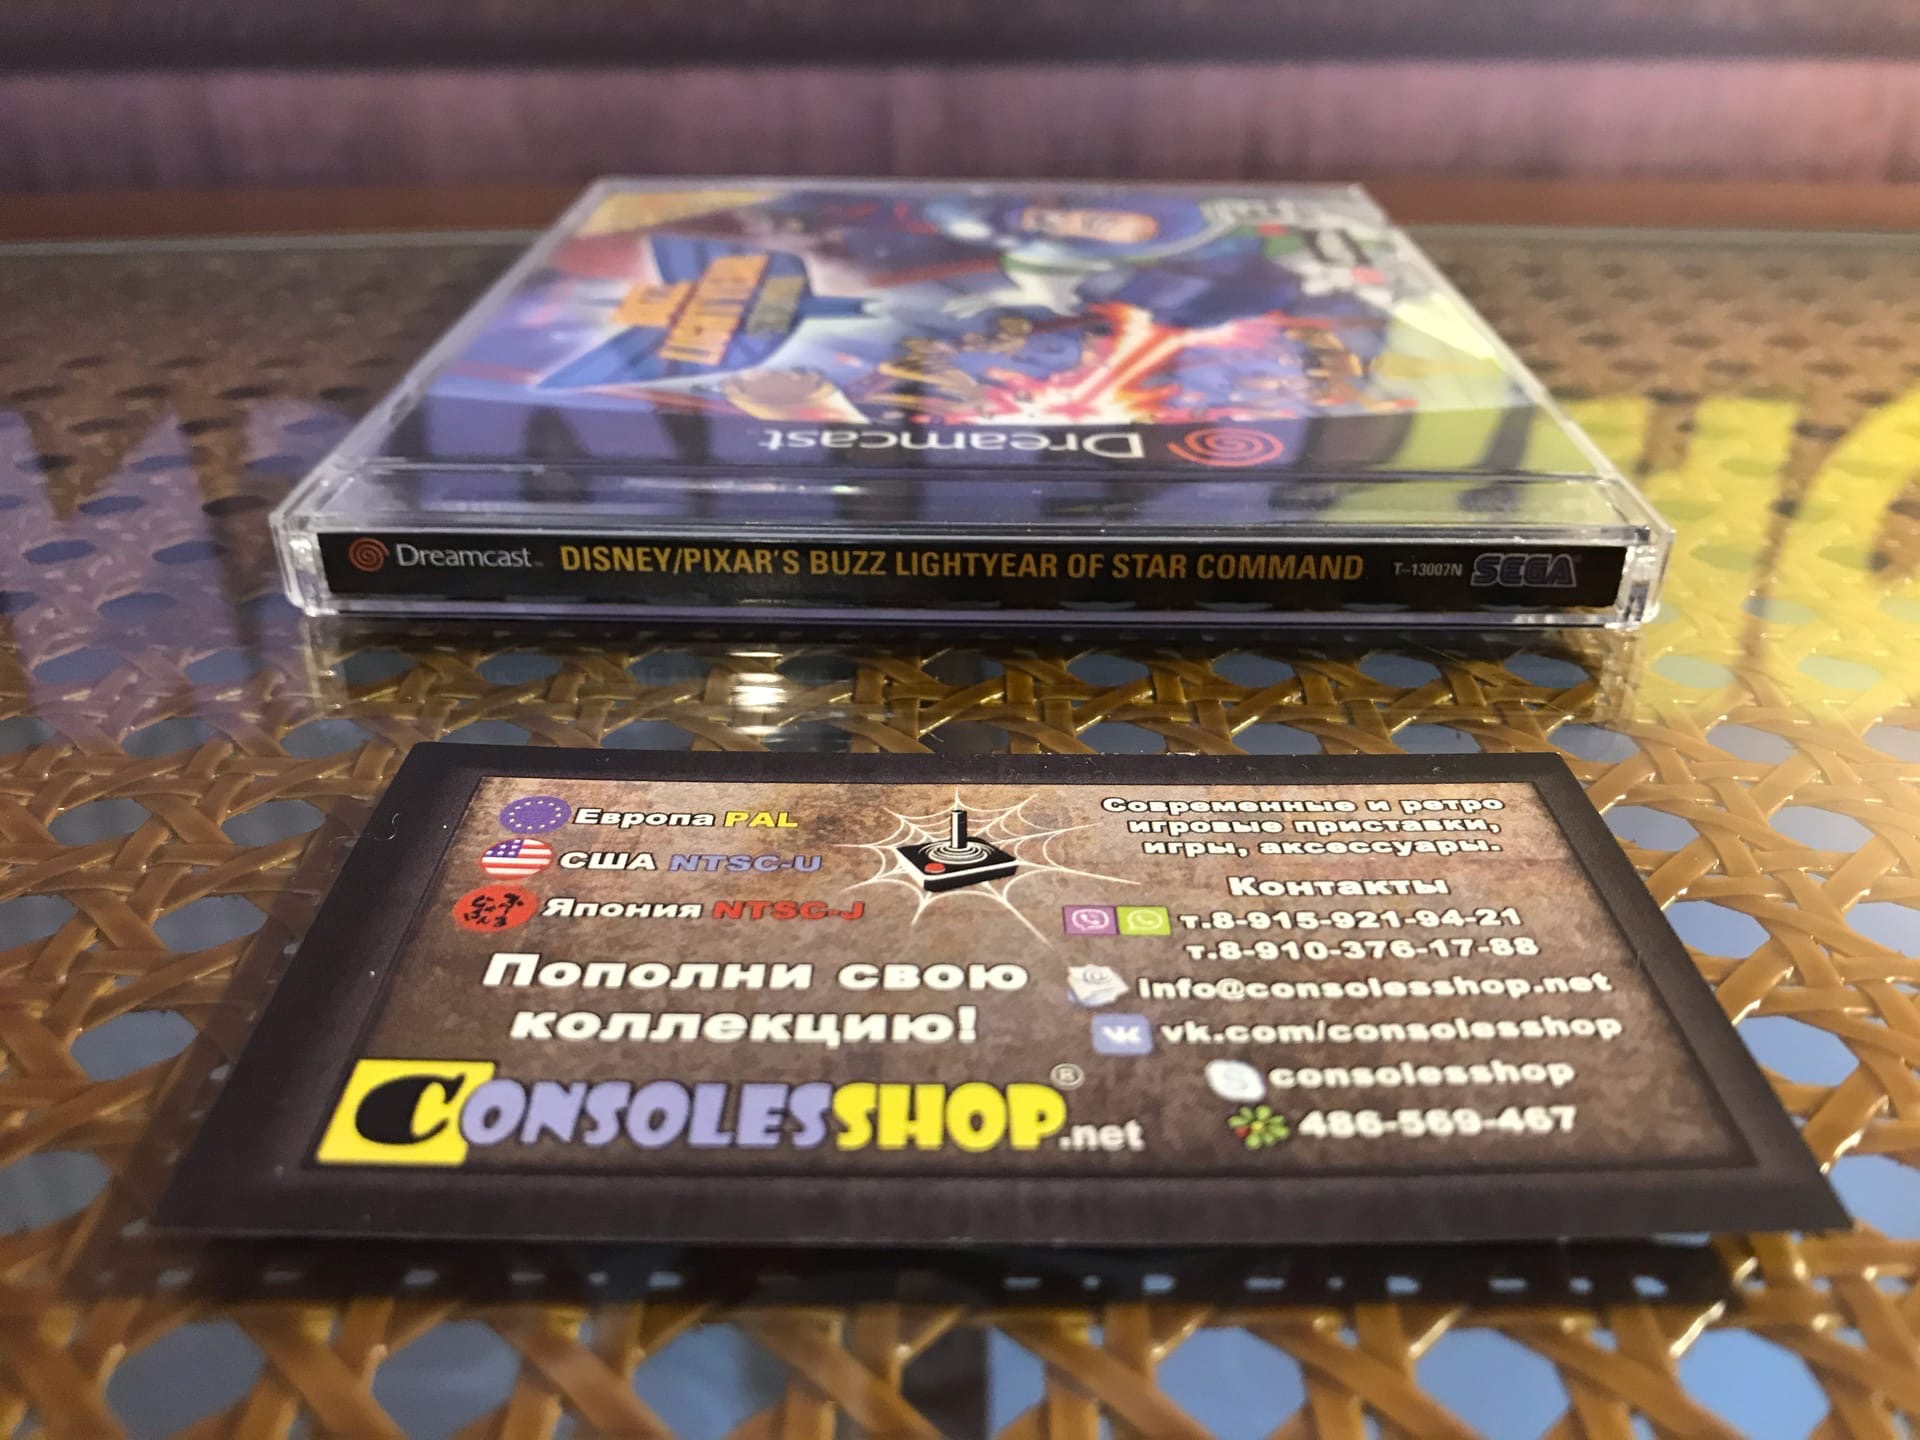 Dreamcast
Dreamcast™ DISNEY/PIXAR'S BUZZ LIGHTYEAR OF STAR COMMAND T-13007N SEGA
Европа PAL
США NTSC-U
Япония NTSC-J
Пополни свою
коллекцию!
CONSOLESSHOP®.net
Современные и ретро
игровые приставки,
игры, аксессуары.
Контакты
т.8-915-921-94-21
т.8-910-376-17-88
info@consolesshop.net
vk.com/consolesshop
consolesshop
486-569-467